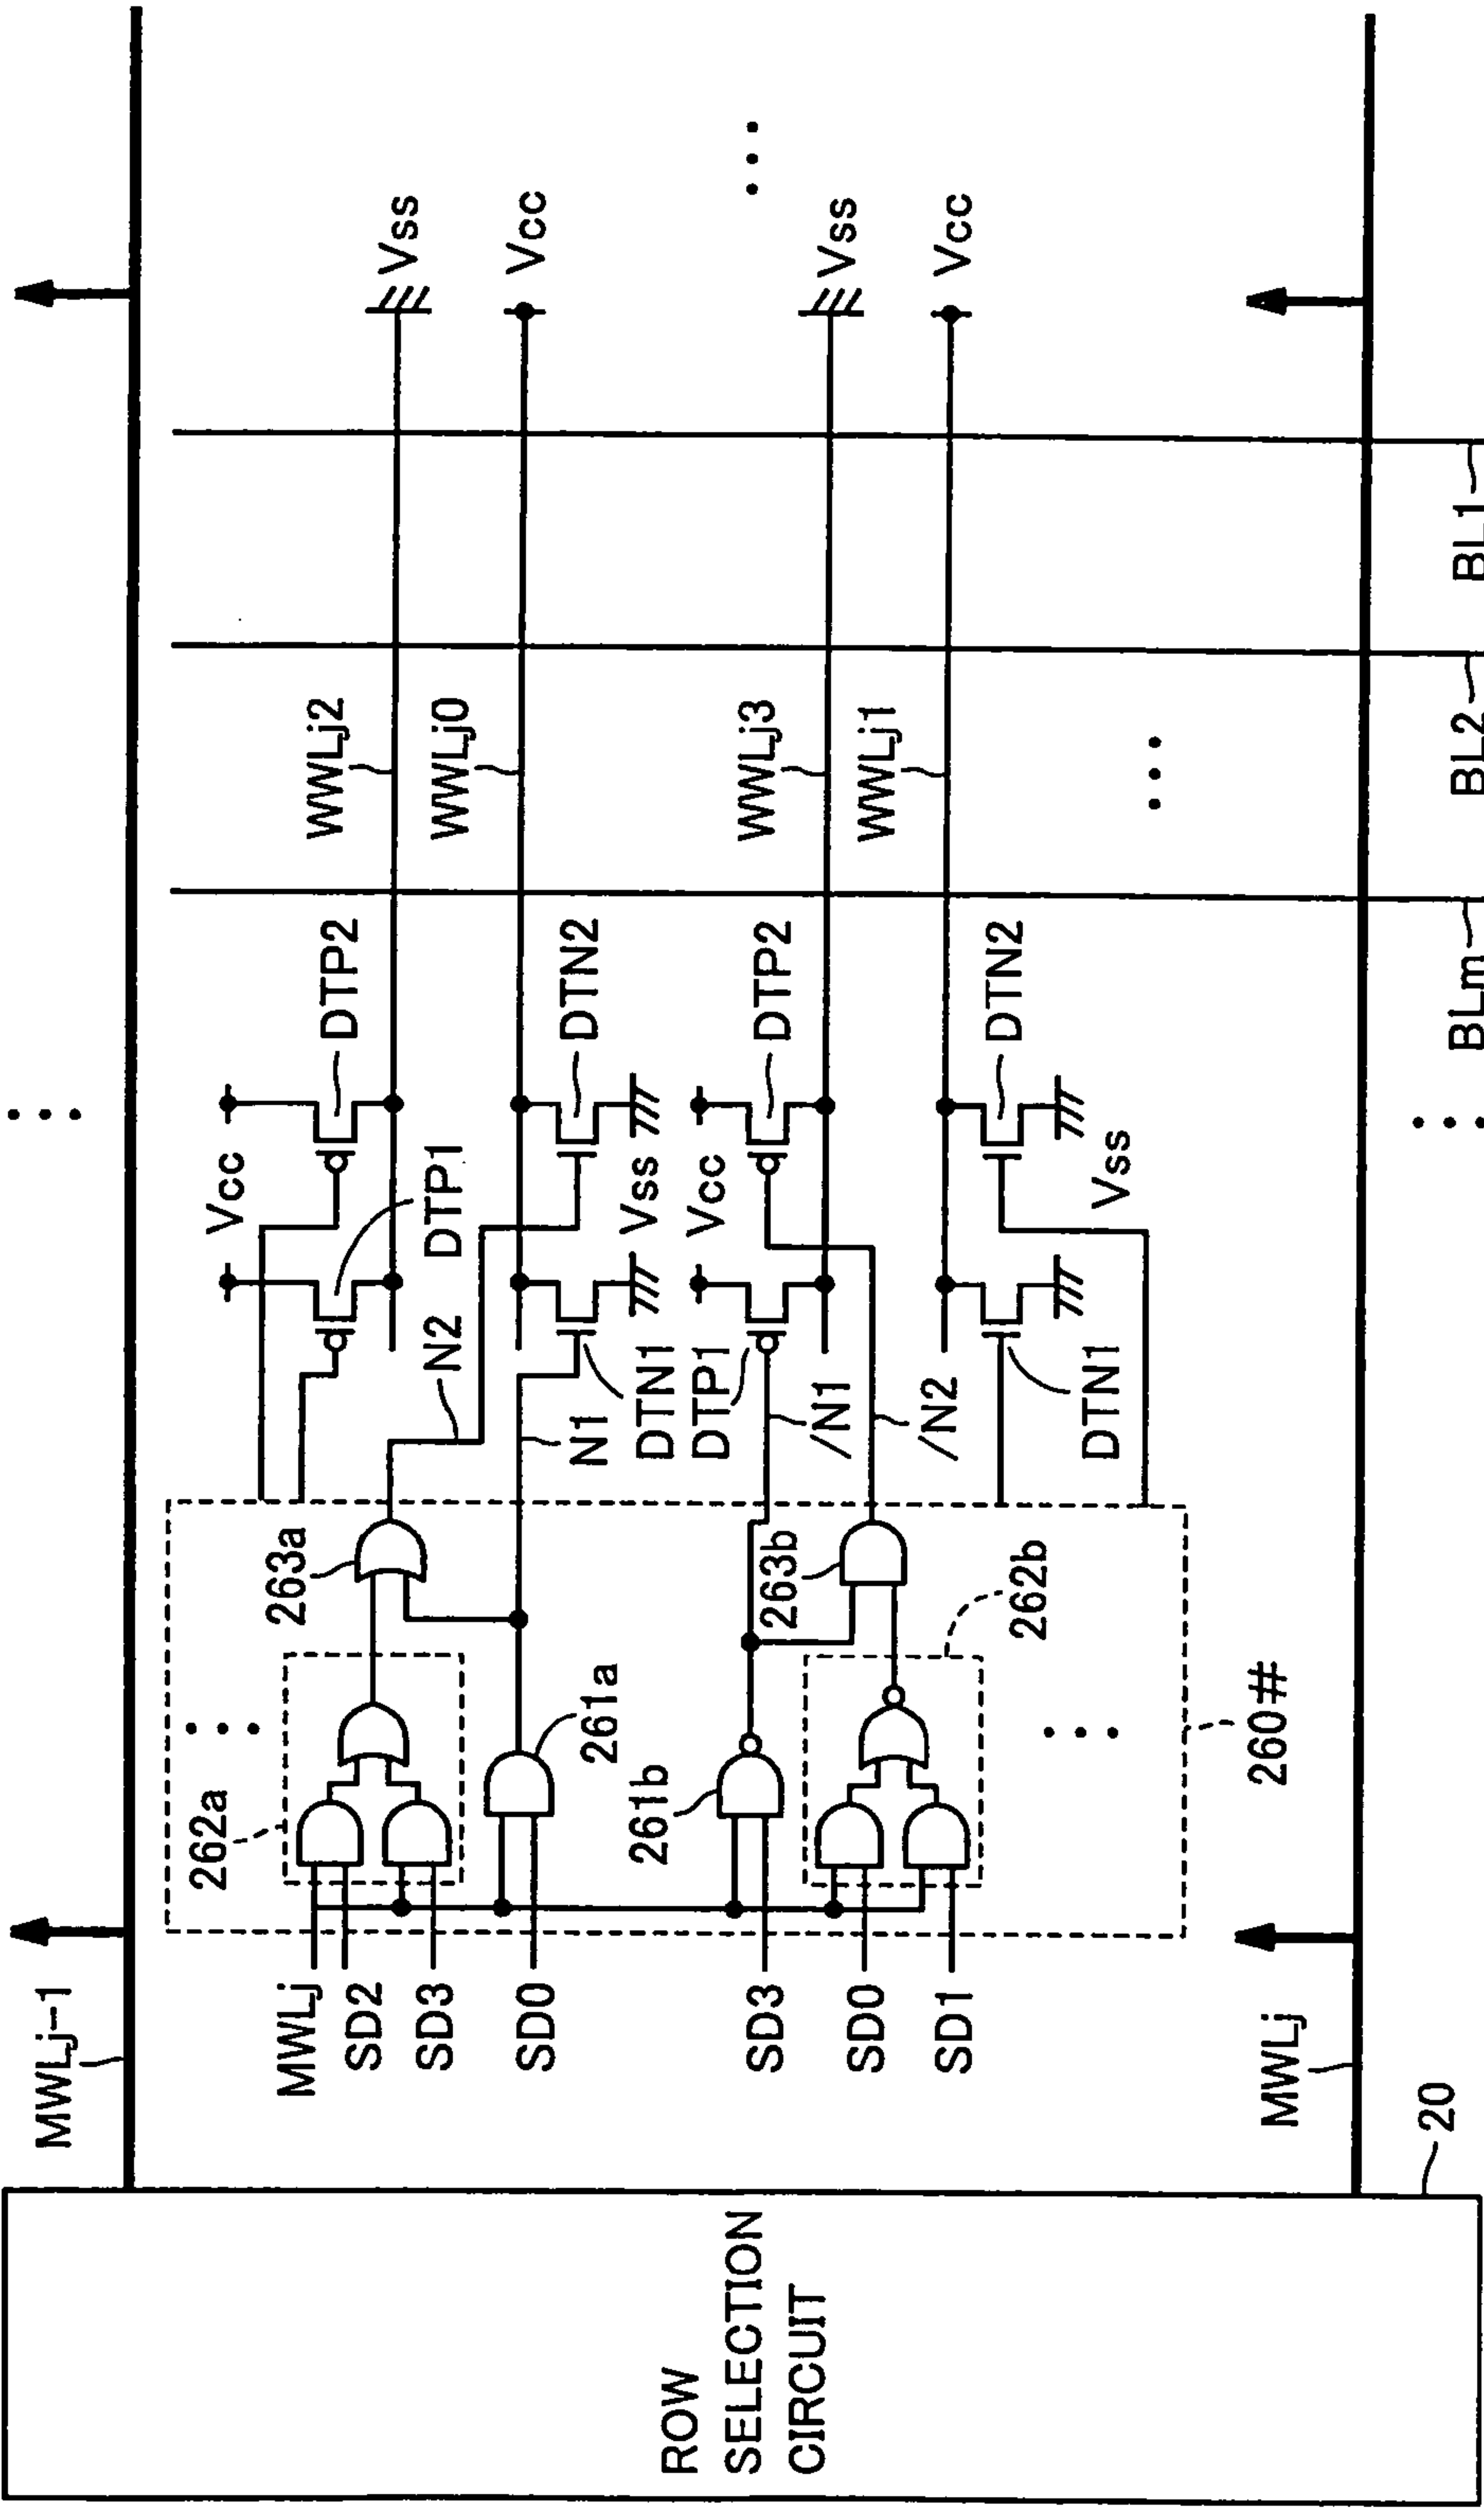 MWLj-1
Vcc
DTP2
WWLj2
Vss
262a
263a
DTP1
N2
WWLj0
Vcc
MWLj
SD2
SD3
SD0
261a
N1
DTN1
Vss
DTN2
261b
263b
DTP1
Vcc
DTP2
WWLj3
Vss
SD3
SD0
SD1
/N1
/N2
WWLj1
Vcc
262b
DTN1
Vss
DTN2
260#
MWLj
20
BLm
BL2
BL1
ROW
SELECTION
CIRCUIT